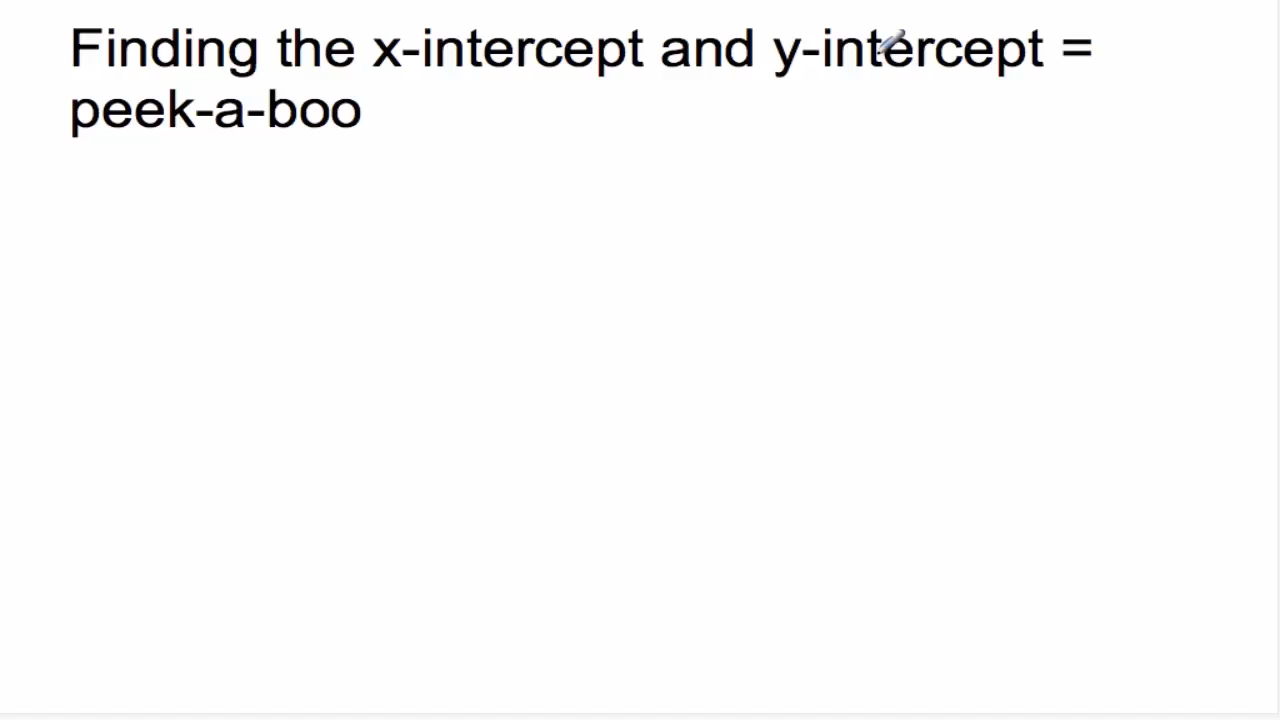 Finding the x-intercept and y-intercept =
peek-a-boo